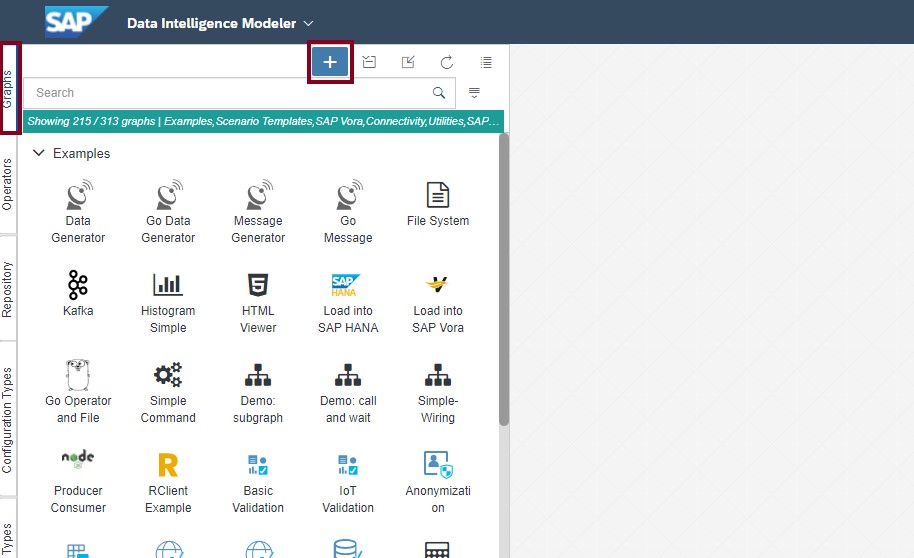 SAP
Data Intelligence Modeler
Graphs
Operators
Repository
Configuration Types
Types
Search
Showing 215 / 313 graphs | Examples,Scenario Templates,SAP Vora,Connectivity,Utilities,SAP...
Examples
Data
Generator
Go Data
Generator
Message
Generator
Go
Message
File System
Kafka
Histogram
Simple
5
HTML
Viewer
SAP
HANA
Load into
SAP HANA
Load into
SAP Vora
Go Operator
and File
Simple
Command
Demo:
subgraph
Demo: call
and wait
Simple-
Wiring
node
Producer
Consumer
R
RClient
Example
Basic
Validation
IoT
Validation
Anonymizati
on